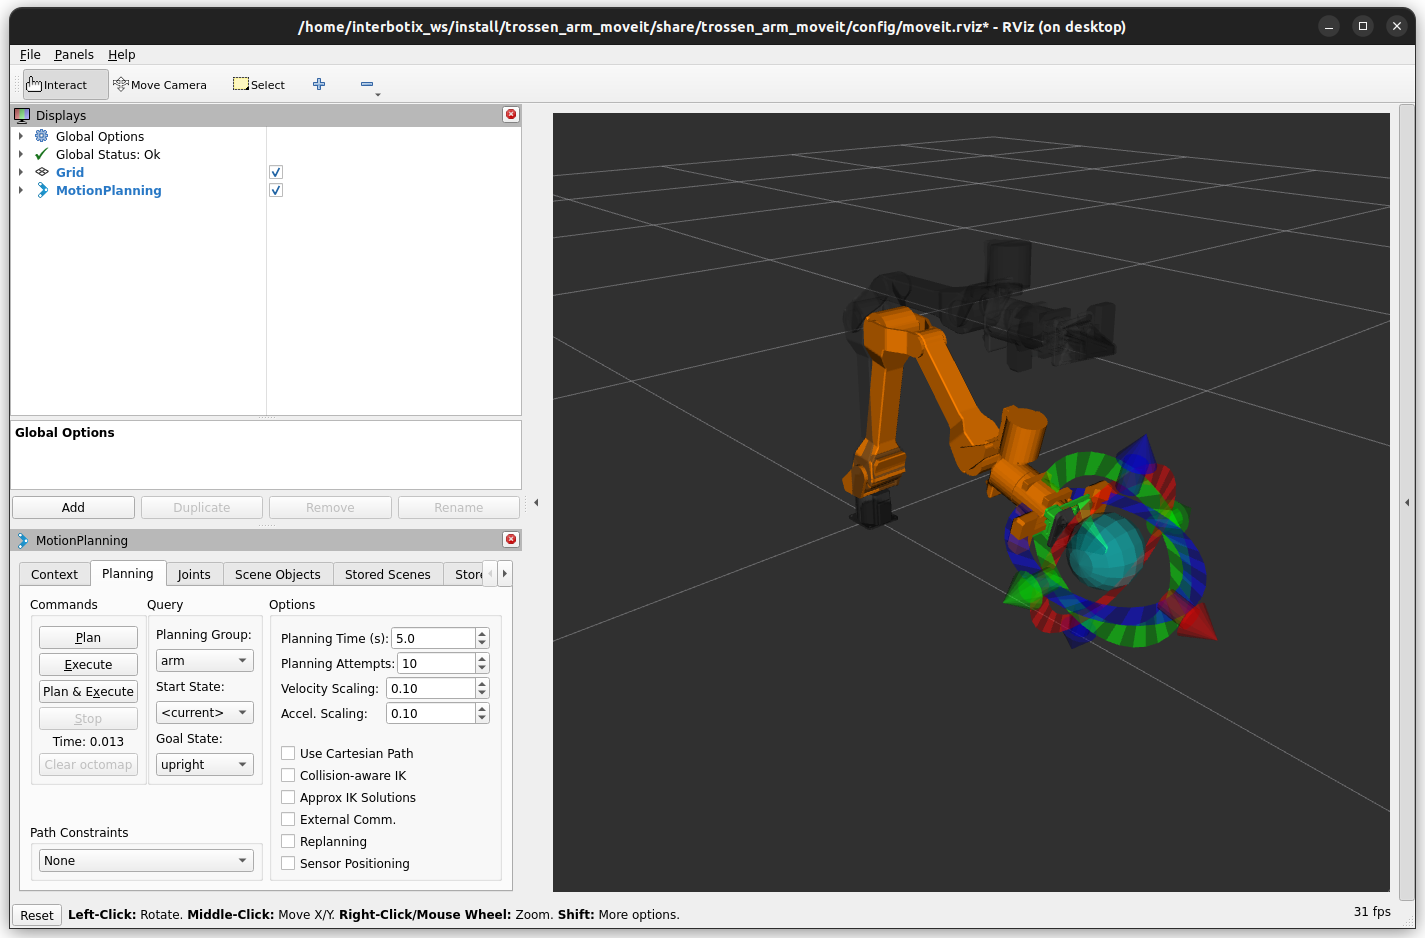 /home/interbotix_ws/install/trossen_arm_moveit/share/trossen_arm_moveit/config/moveit.rviz* - RViz (on desktop)
File Panels Help
Interact Move Camera Select
Displays
Global Options
Global Status: Ok
Grid
MotionPlanning
Global Options
Add Duplicate Remove Rename
MotionPlanning
Context Planning Joints Scene Objects Stored Scenes Store
Commands Query Options
Plan
Execute
Plan & Execute
Stop
Time: 0.013
Clear octomap
Planning Group:
arm
Start State:
<current>
Goal State:
upright
Planning Time (s): 5.0
Planning Attempts: 10
Velocity Scaling: 0.10
Accel. Scaling: 0.10
Use Cartesian Path
Collision-aware IK
Approx IK Solutions
External Comm.
Replanning
Sensor Positioning
Path Constraints
None
Reset Left-Click: Rotate. Middle-Click: Move X/Y. Right-Click/Mouse Wheel: Zoom. Shift: More options. 31 fps